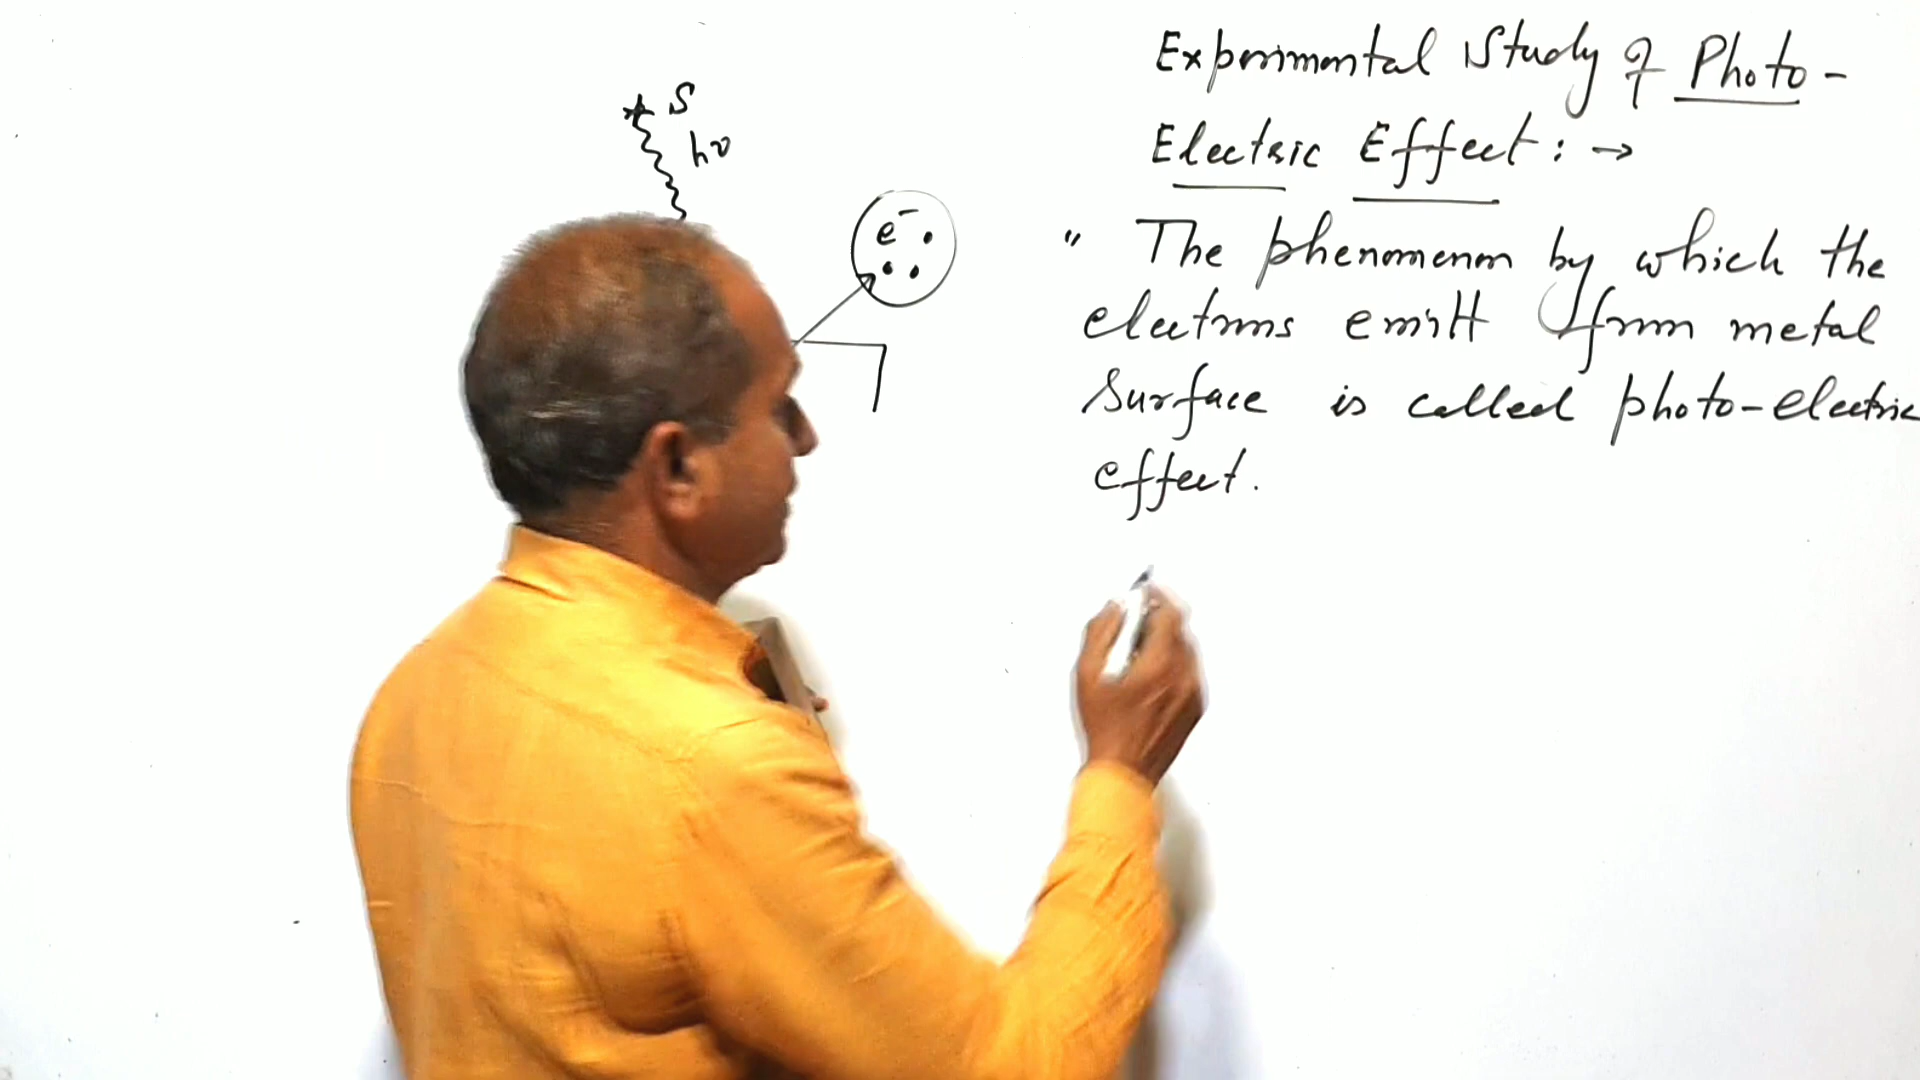 S
hν
e⁻
Experimental Study of Photo-
Electric Effect : →
" The phenomenon by which the
electrons emitt from metal
Surface is called photo-electric
effect.